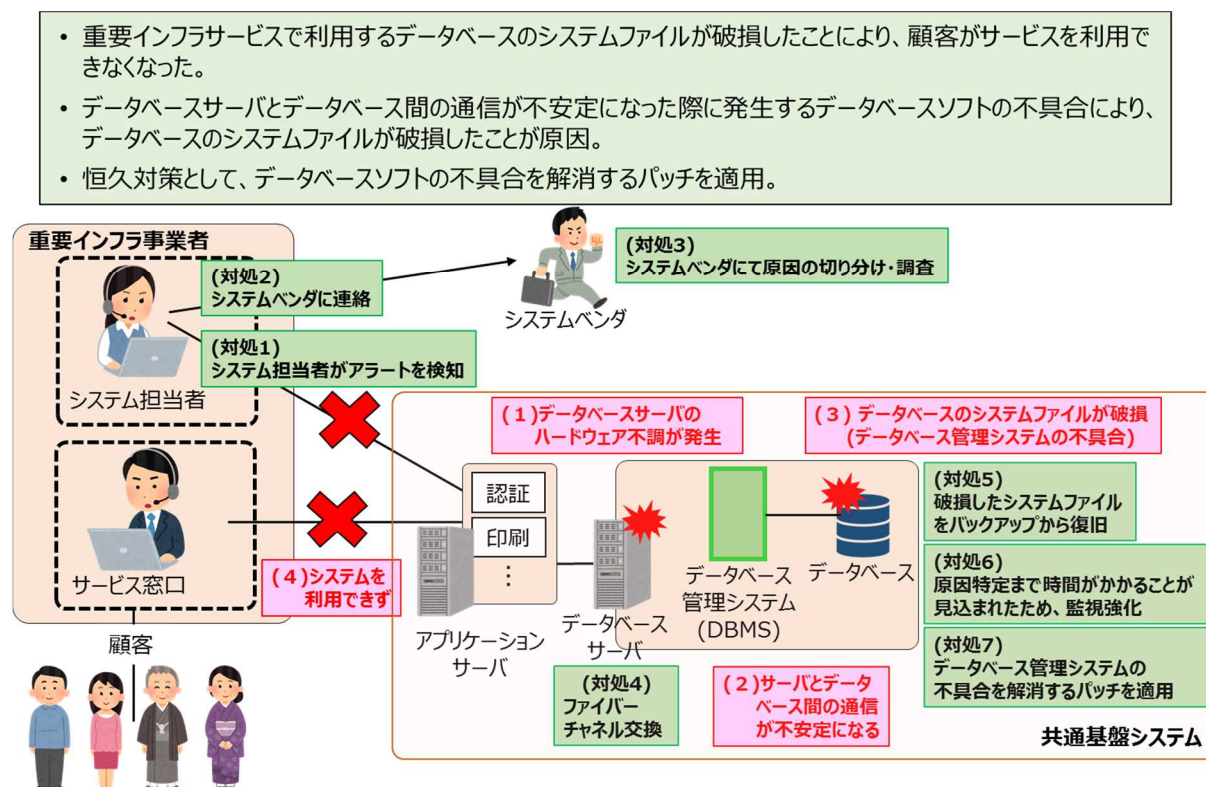 • 重要インフラサービスで利用するデータベースのシステムファイルが破損したことにより、顧客がサービスを利用で
きなくなった。
• データベースサーバとデータベース間の通信が不安定になった際に発生するデータベースソフトの不具合により、
データベースのシステムファイルが破損したことが原因。
• 恒久対策として、データベースソフトの不具合を解消するパッチを適用。
重要インフラ事業者
(対処2)
システムベンダに連絡
(対処3)
システムベンダにて原因の切り分け・調査
システムベンダ
(対処1)
システム担当者がアラートを検知
システム担当者
(1)データベースサーバの
ハードウェア不調が発生
(3) データベースのシステムファイルが破損
(データベース管理システムの不具合)
認証
印刷
⋮
(対処5)
破損したシステムファイル
をバックアップから復旧
サービス窓口
(4)システムを
利用できず
データベース
管理システム
(DBMS)
データベース
(対処6)
原因特定まで時間がかかることが
見込まれたため、監視強化
アプリケーション
サーバ
データベース
サーバ
顧客
(対処4)
ファイバー
チャネル交換
(2)サーバとデータ
ベース間の通信
が不安定になる
(対処7)
データベース管理システムの
不具合を解消するパッチを適用
共通基盤システム